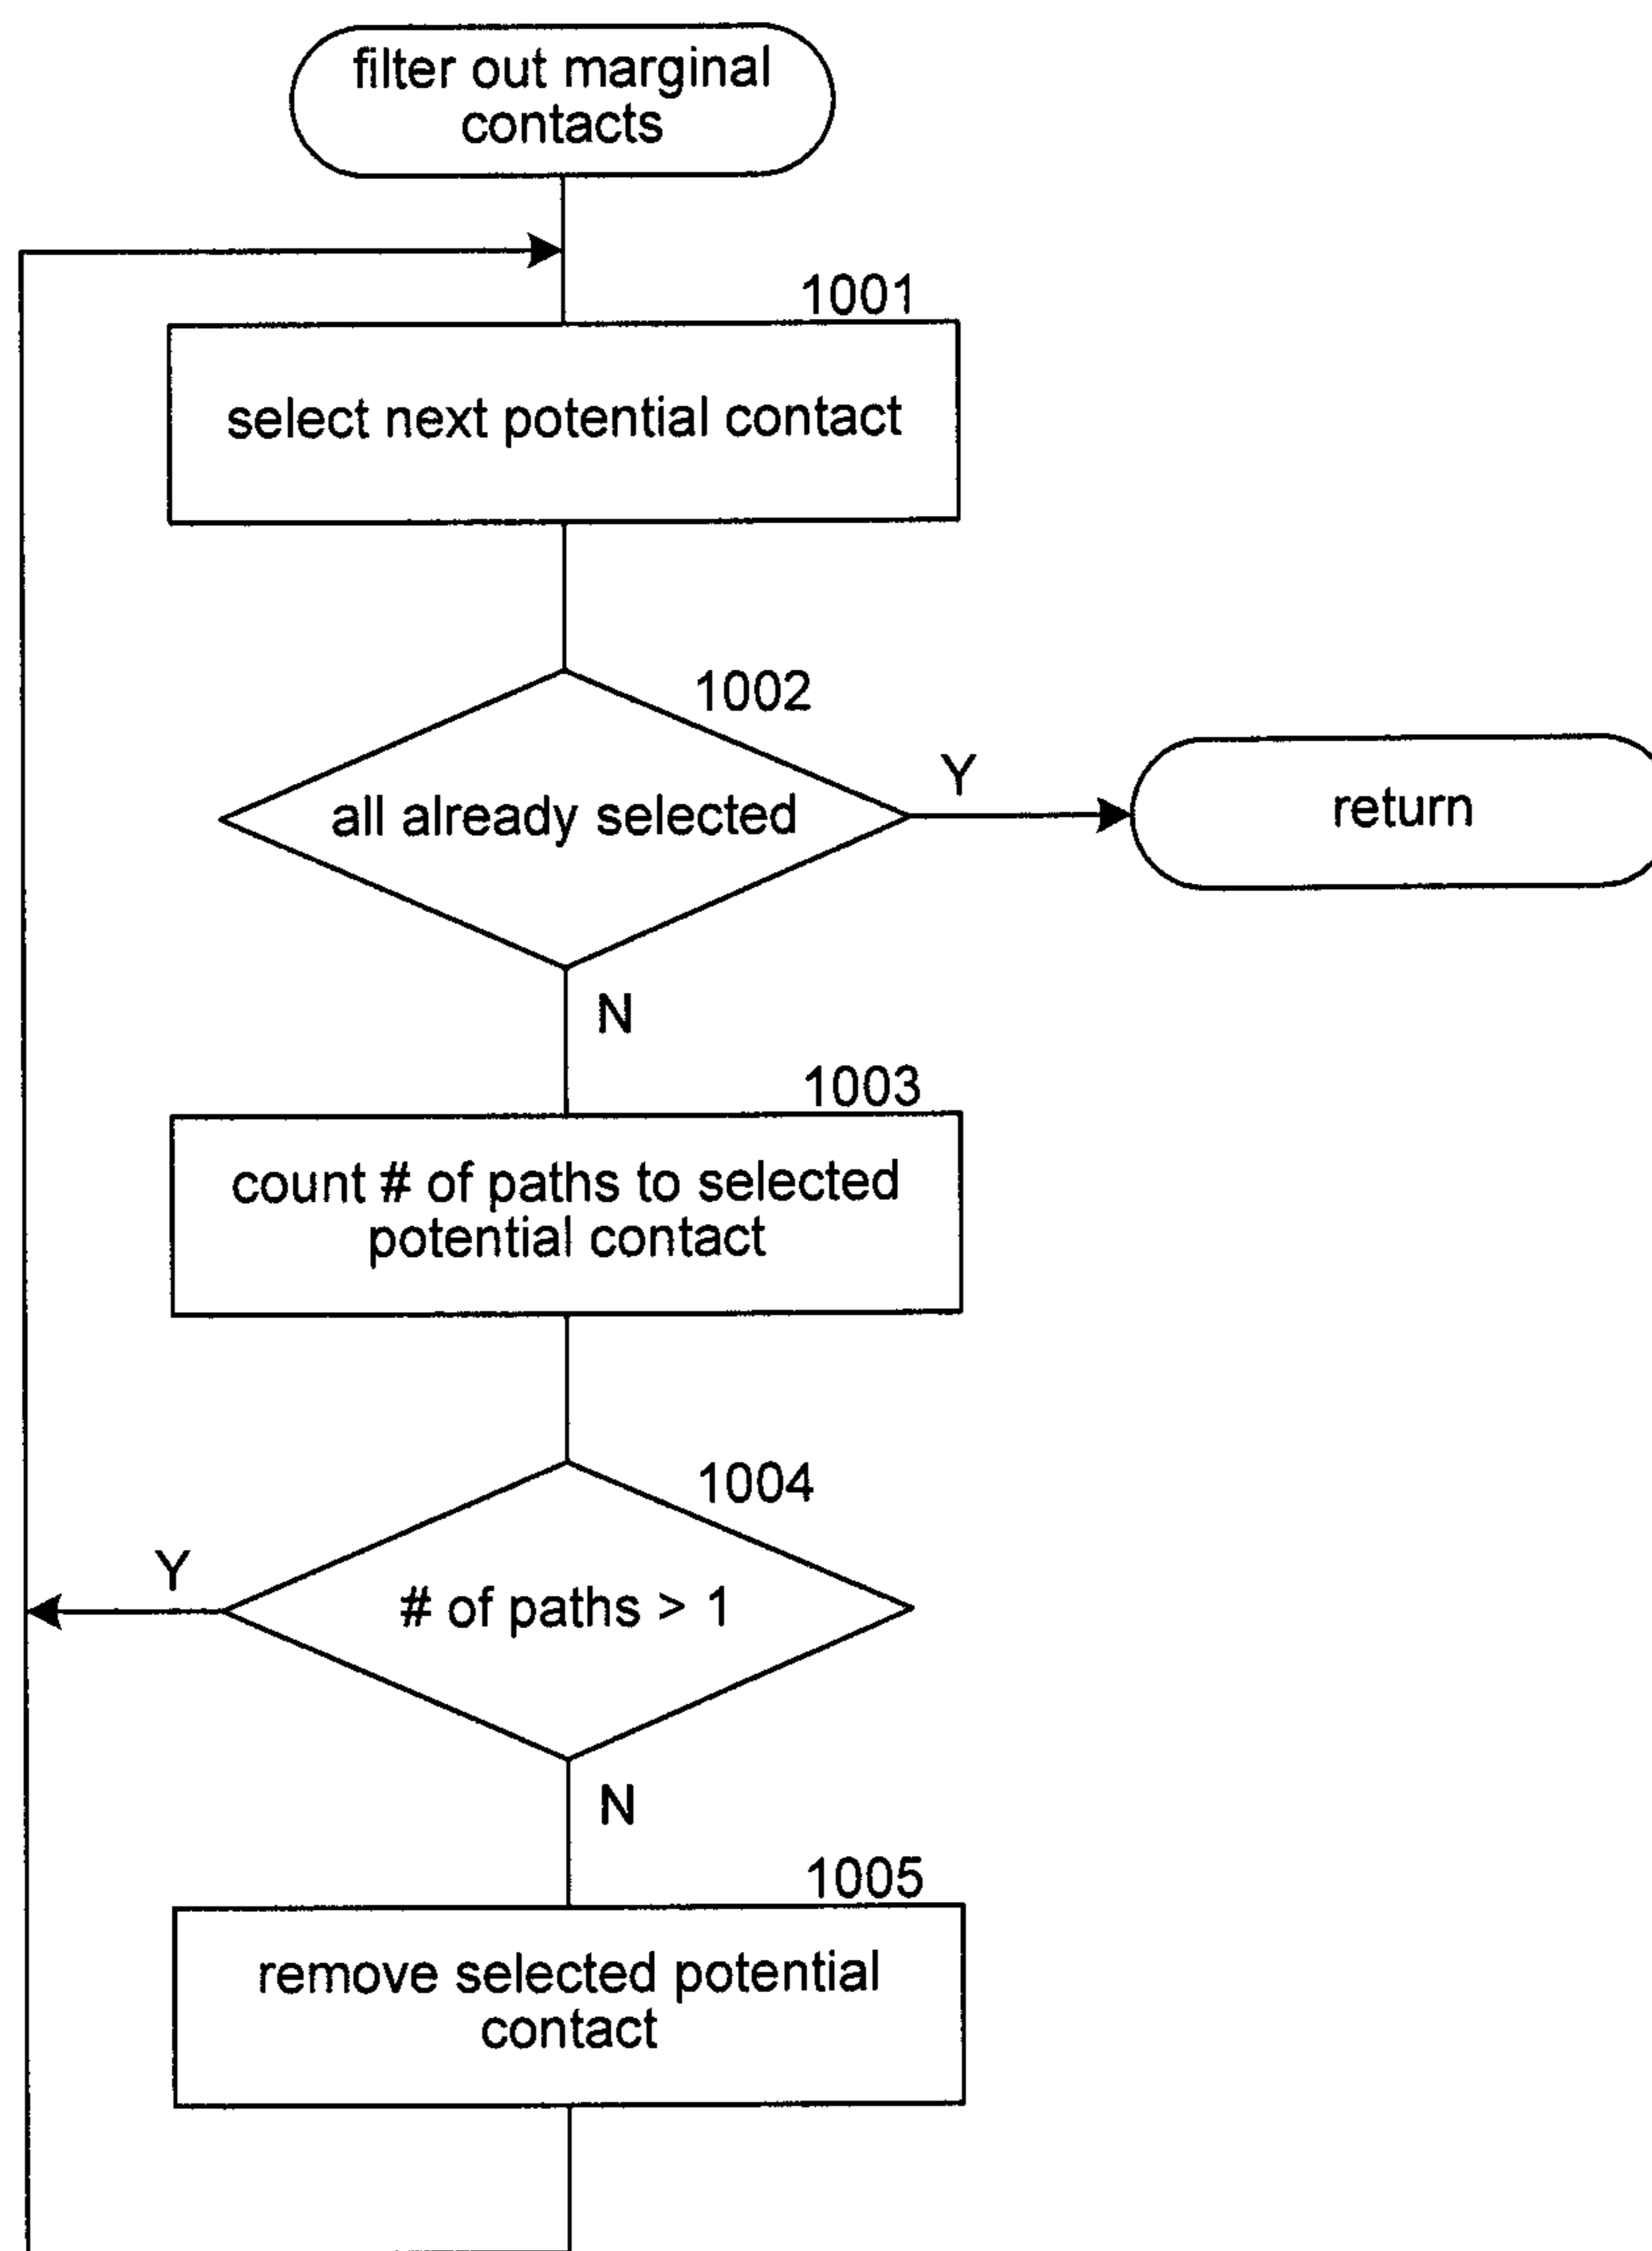 filter out marginal
contacts
1001
select next potential contact
1002
all already selected
Y
return
N
1003
count # of paths to selected
potential contact
1004
Y
# of paths > 1
N
1005
remove selected potential
contact